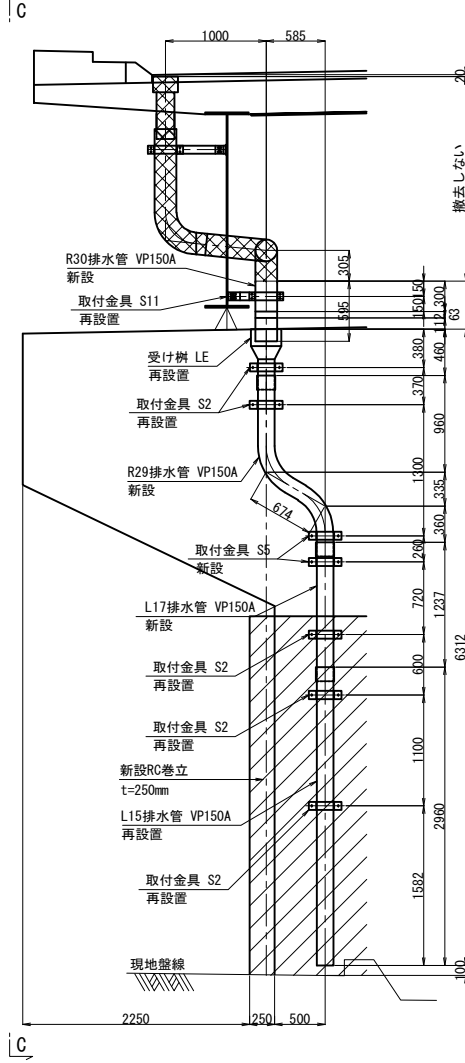 C
1000
585
20
撤去しない
R30排水管 VP150A
新設
305
595
取付金具 S11
再設置
150
150
300
112
63
受け桝 LE
再設置
380
460
取付金具 S2
再設置
370
960
1300
R29排水管 VP150A
新設
674
335
360
取付金具 S5
新設
260
1237
L17排水管 VP150A
新設
720
6312
取付金具 S2
再設置
600
取付金具 S2
再設置
新設RC巻立
t=250mm
1100
2960
L15排水管 VP150A
再設置
取付金具 S2
再設置
1582
現地盤線
100
2250
250
500
C